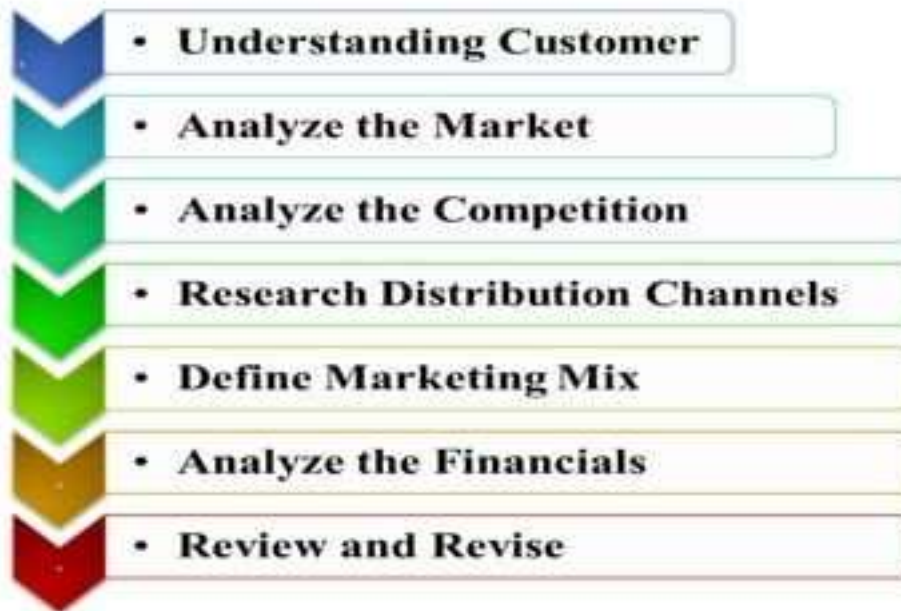 • Understanding Customer
• Analyze the Market
• Analyze the Competition
• Research Distribution Channels
• Define Marketing Mix
• Analyze the Financials
• Review and Revise